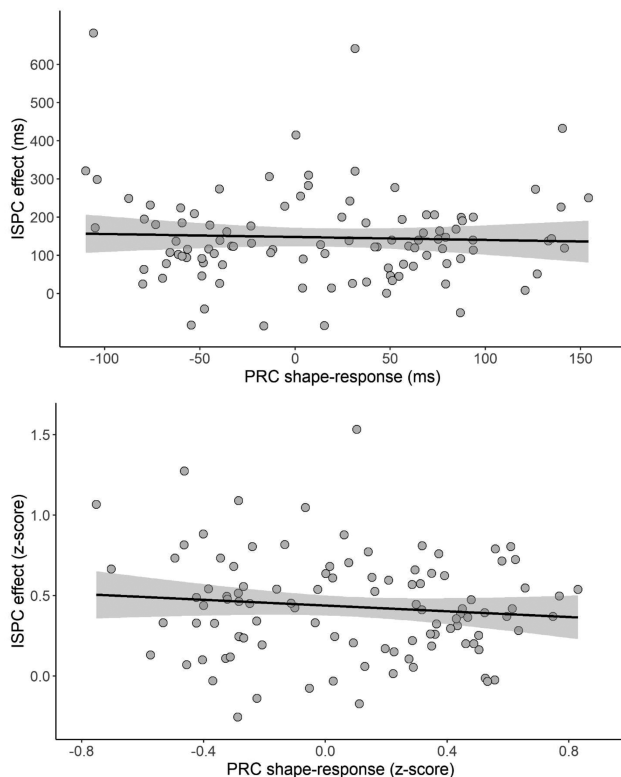 600
500
400
300
200
100
0
ISPC effect (ms)
-100 -50 0 50 100 150
PRC shape-response (ms)
1.5
1.0
0.5
0.0
ISPC effect (z-score)
-0.8 -0.4 0.0 0.4 0.8
PRC shape-response (z-score)